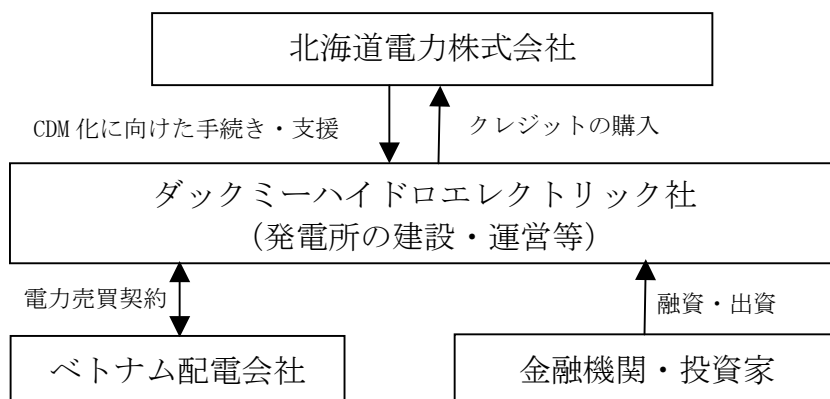 北海道電力株式会社
CDM 化に向けた手続き・支援
クレジットの購入
ダックミーハイドロエレクトリック社
(発電所の建設・運営等)
電力売買契約
融資・出資
ベトナム配電会社
金融機関・投資家